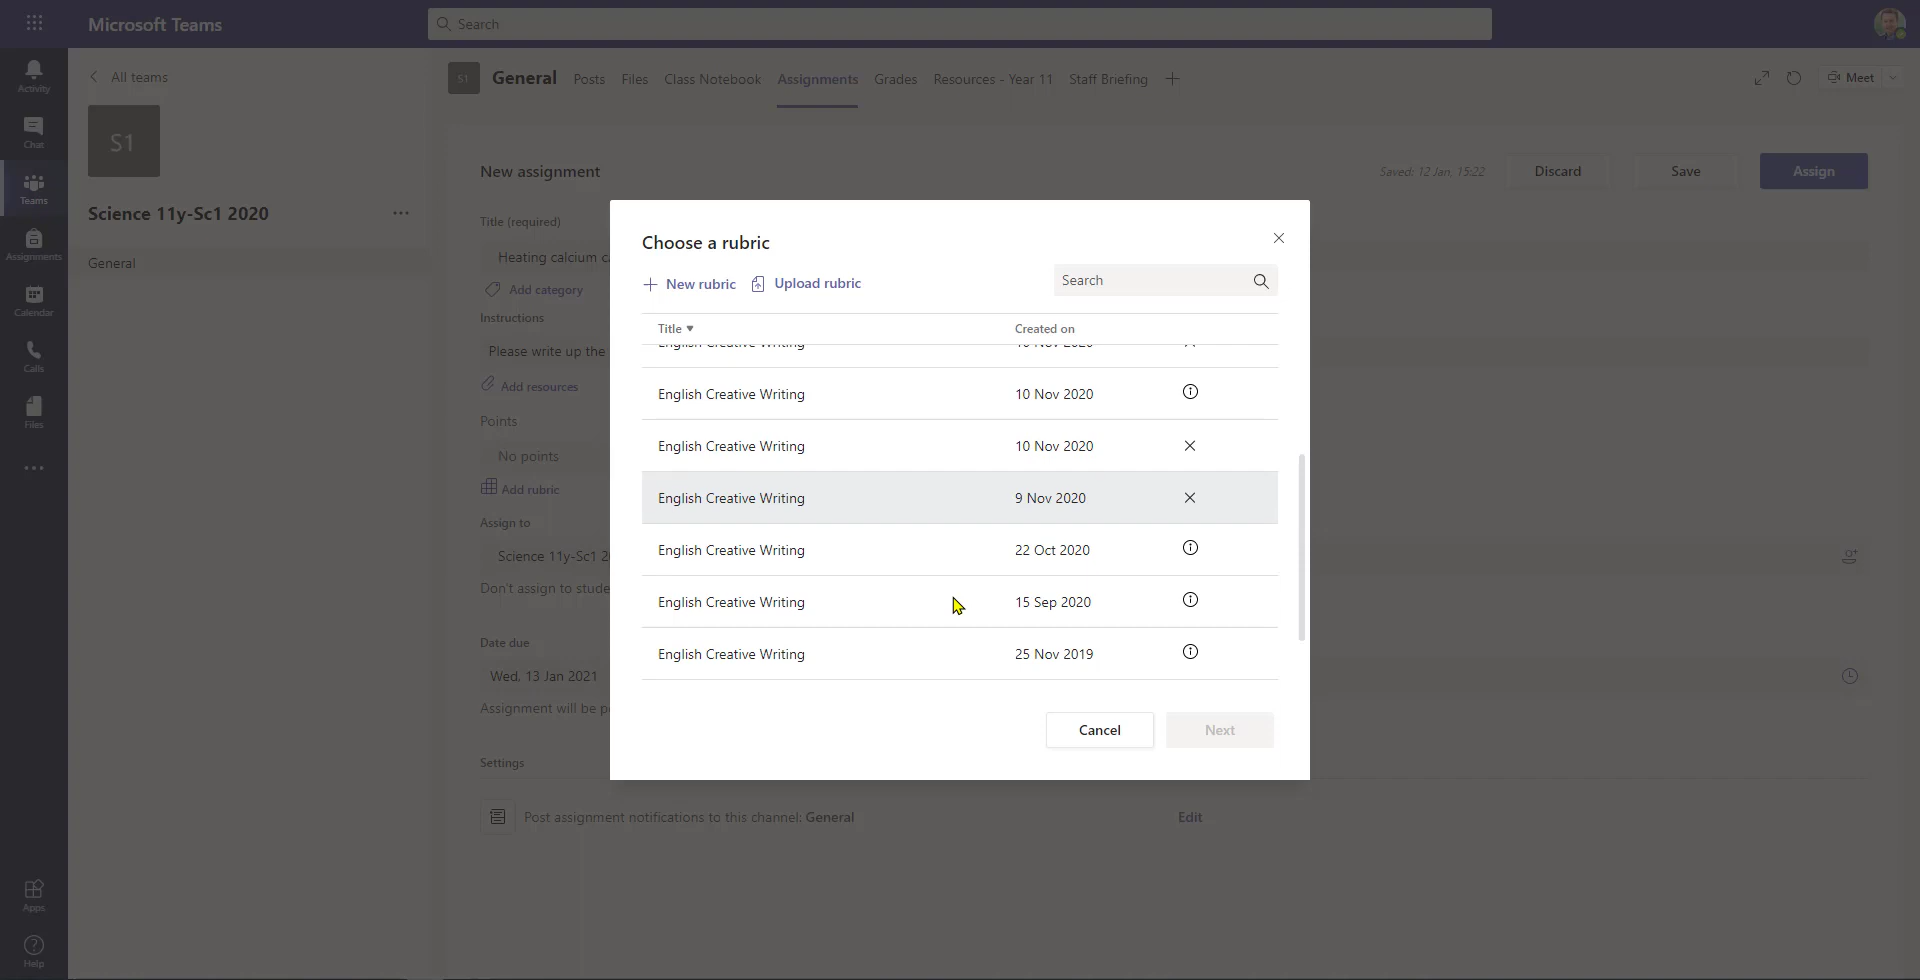 Microsoft Teams
Search
Activity
Chat
Teams
Assignments
Calendar
Calls
Files
Apps
Help
All teams
S1
Science 11y-Sc1 2020
General
S1
General
Posts
Files
Class Notebook
Assignments
Grades
Resources - Year 11
Staff Briefing
Meet
New assignment
Saved: 12 Jan, 15:22
Discard
Save
Assign
Title (required)
Heating calcium
Add category
Instructions
Please write up the
Add resources
Points
No points
Add rubric
Assign to
Science 11y-Sc1
Don't assign to
Date due
Wed, 13 Jan 2021
Assignment will be
Settings
Post assignment notifications to this channel: General
Edit
Choose a rubric
New rubric
Upload rubric
Search
Title
Created on
English Creative Writing 10 Nov 2020
English Creative Writing 10 Nov 2020
English Creative Writing 10 Nov 2020
English Creative Writing 9 Nov 2020
English Creative Writing 22 Oct 2020
English Creative Writing 15 Sep 2020
English Creative Writing 25 Nov 2019
Cancel
Next